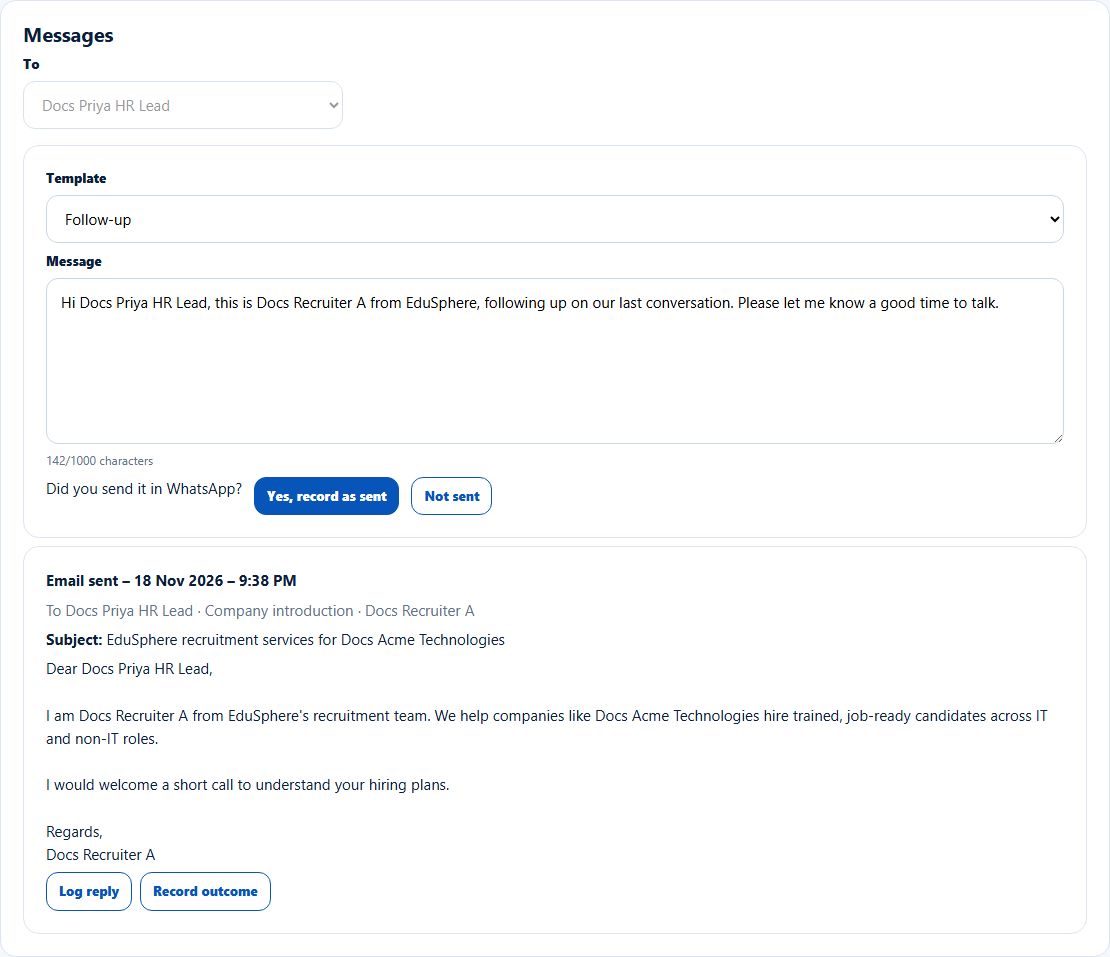 Messages
To
Docs Priya HR Lead
Template
Follow-up
Message
Hi Docs Priya HR Lead, this is Docs Recruiter A from EduSphere, following up on our last conversation. Please let me know a good time to talk.
142/1000 characters
Did you send it in WhatsApp? Yes, record as sent Not sent
Email sent – 18 Nov 2026 – 9:38 PM
To Docs Priya HR Lead · Company introduction · Docs Recruiter A
Subject: EduSphere recruitment services for Docs Acme Technologies
Dear Docs Priya HR Lead,
I am Docs Recruiter A from EduSphere's recruitment team. We help companies like Docs Acme Technologies hire trained, job-ready candidates across IT
and non-IT roles.
I would welcome a short call to understand your hiring plans.
Regards,
Docs Recruiter A
Log reply Record outcome